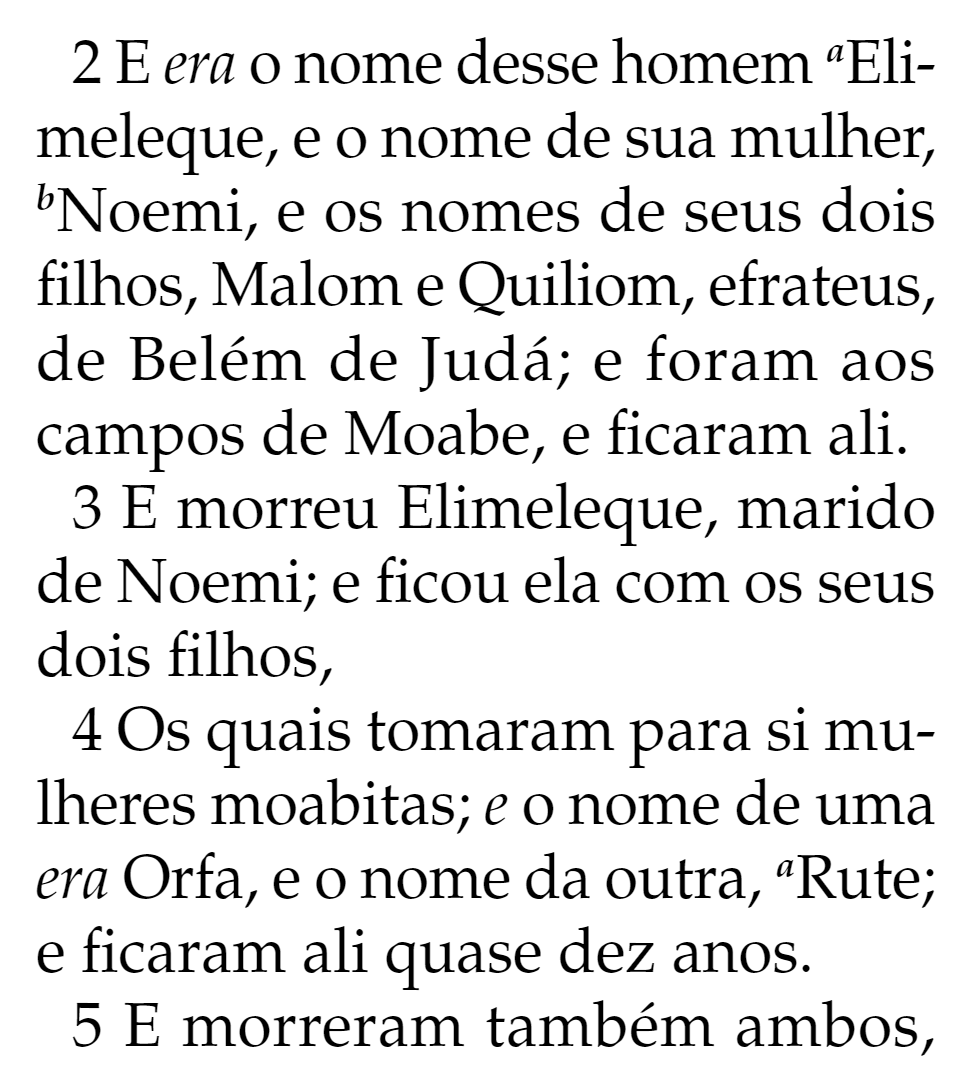 2 E era o nome desse homem ᵃEli-
meleque, e o nome de sua mulher,
ᵇNoemi, e os nomes de seus dois
filhos, Malom e Quiliom, efrateus,
de Belém de Judá; e foram aos
campos de Moabe, e ficaram ali.
3 E morreu Elimeleque, marido
de Noemi; e ficou ela com os seus
dois filhos,
4 Os quais tomaram para si mu-
lheres moabitas; e o nome de uma
era Orfa, e o nome da outra, ᵃRute;
e ficaram ali quase dez anos.
5 E morreram também ambos,